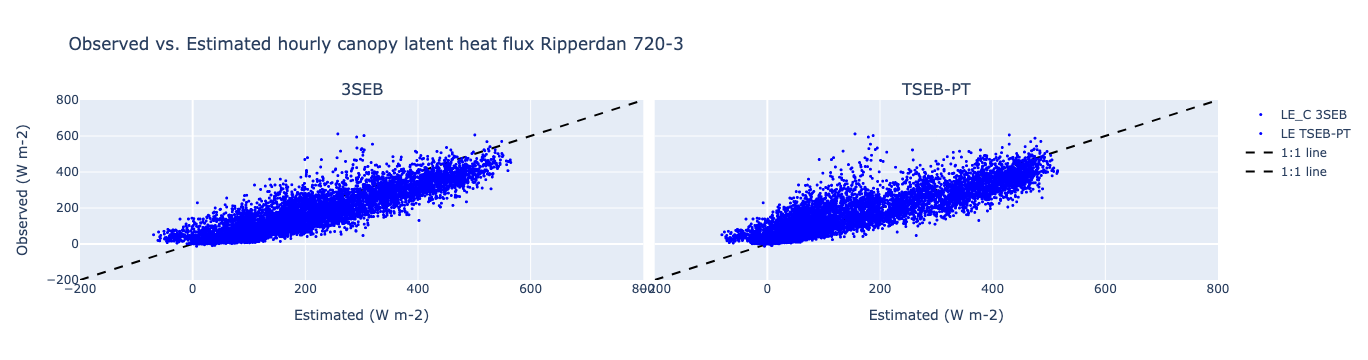 Observed vs. Estimated hourly canopy latent heat flux Ripperdan 720-3
3SEB
TSEB-PT
800
600
400
200
0
−200
Observed (W m-2)
−200
0
200
400
600
800
−200
0
200
400
600
800
Estimated (W m-2)
Estimated (W m-2)
LE_C 3SEB
LE TSEB-PT
1:1 line
1:1 line